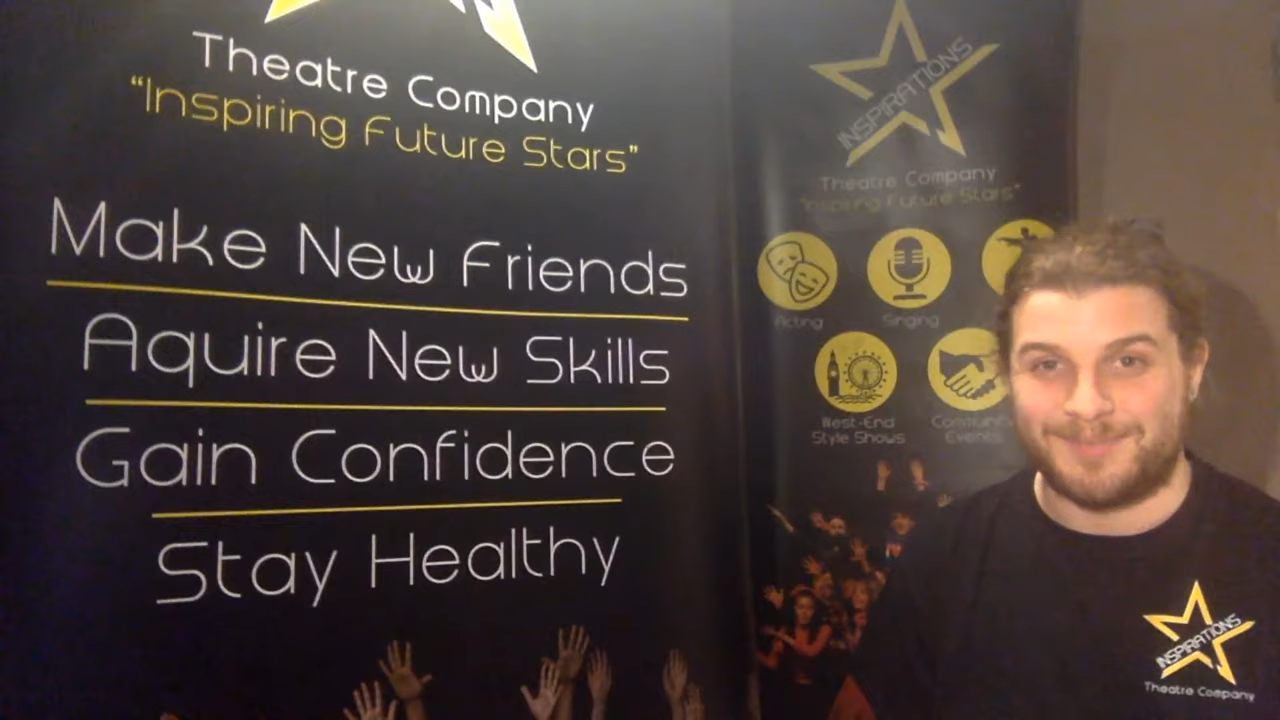 Theatre Company
"Inspiring Future Stars"
Make New Friends
Aquire New Skills
Gain Confidence
Stay Healthy
INSPIRATIONS
Theatre Company
"Inspiring Future Stars"
Acting
Singing
West-End
Style Shows
Events
INSPIRATIONS
Theatre Company